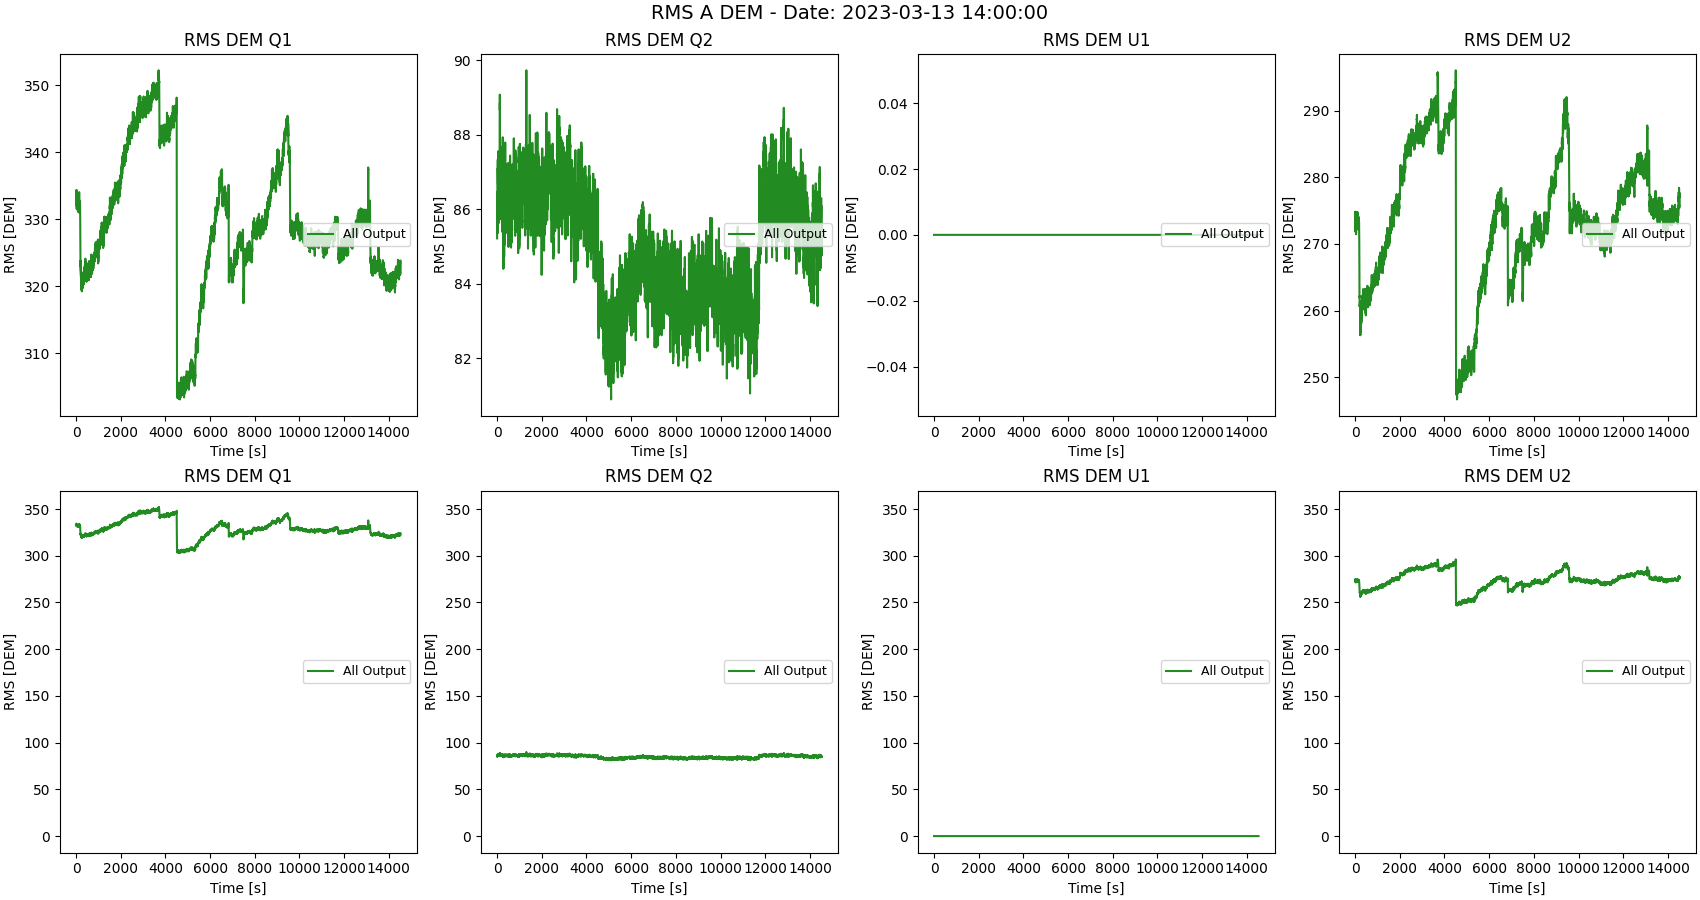 RMS A DEM - Date: 2023-03-13 14:00:00
RMS DEM Q1
RMS [DEM]
350
340
330
320
310
All Output
0 2000 4000 6000 8000 10000 12000 14000
Time [s]
RMS DEM Q2
RMS [DEM]
90
88
86
84
82
All Output
0 2000 4000 6000 8000 10000 12000 14000
Time [s]
RMS DEM U1
RMS [DEM]
0.04
0.02
0.00
−0.02
−0.04
All Output
0 2000 4000 6000 8000 10000 12000 14000
Time [s]
RMS DEM U2
RMS [DEM]
290
280
270
260
250
All Output
0 2000 4000 6000 8000 10000 12000 14000
Time [s]
RMS DEM Q1
RMS [DEM]
350
300
250
200
150
100
50
0
All Output
0 2000 4000 6000 8000 10000 12000 14000
Time [s]
RMS DEM Q2
RMS [DEM]
350
300
250
200
150
100
50
0
All Output
0 2000 4000 6000 8000 10000 12000 14000
Time [s]
RMS DEM U1
RMS [DEM]
350
300
250
200
150
100
50
0
All Output
0 2000 4000 6000 8000 10000 12000 14000
Time [s]
RMS DEM U2
RMS [DEM]
350
300
250
200
150
100
50
0
All Output
0 2000 4000 6000 8000 10000 12000 14000
Time [s]